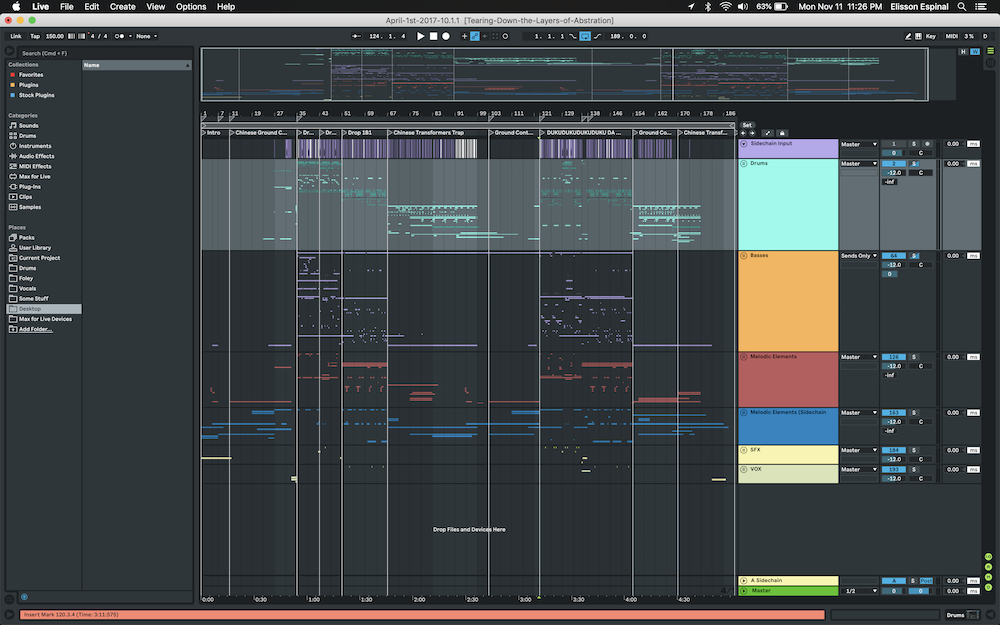 Live File Edit Create View Options Help 63% Mon Nov 11 11:26 PM Elisson Espinal
April-1st-2017-10.1.1 [Tearing-Down-the-Layers-of-Abstration]
Link Tap 150.00 4 / 4 None 124. 1. 4 1. 1. 1 189. 0. 0 Key MIDI 3 % D
Search (Cmd + F)
Collections Name
Favorites
Plugins
Stock Plugins
H W
1 7 11 19 27 35 43 51 61 69 75 83 91 99 103 113 121 131 138 146 154 162 170 178 186
Set
Intro Chinese Ground C... Dr... Dr... Drop 1B1 Chinese Transformers Trap Ground Cont... DUKUDUKUDUKUDUKU DA ... Ground Co... Chinese Transf...
Categories
Sounds
Drums
Instruments
Audio Effects
MIDI Effects
Max for Live
Plug-Ins
Clips
Samples
Places
Packs
User Library
Current Project
Drums
Foley
Vocals
Some Stuff
Desktop
Max for Live Devices
Add Folder...
Sidechain Input Master 1 S 0.00 ms
0 C
Drums Master 2 S 0.00 ms
-12.0 C
-inf
Basses Sends Only 64 S 0.00 ms
-12.0 C
0
Melodic Elements Master 126 S 0.00 ms
-12.0 C
-inf
Melodic Elements (Sidechain Master 163 S 0.00 ms
-12.0 C
-inf
SFX Master 184 S 0.00 ms
-12.0 C
VOX Master 193 S 0.00 ms
-12.0 C
Drop Files and Devices Here
A Sidechain A S Post 0.00 ms
Master 1/2 0 0 0.00 ms
0:00 0:30 1:00 1:30 2:00 2:30 3:00 3:30 4:00 4:30
Insert Mark 120.3.4 (Time: 3:11:575) Drums